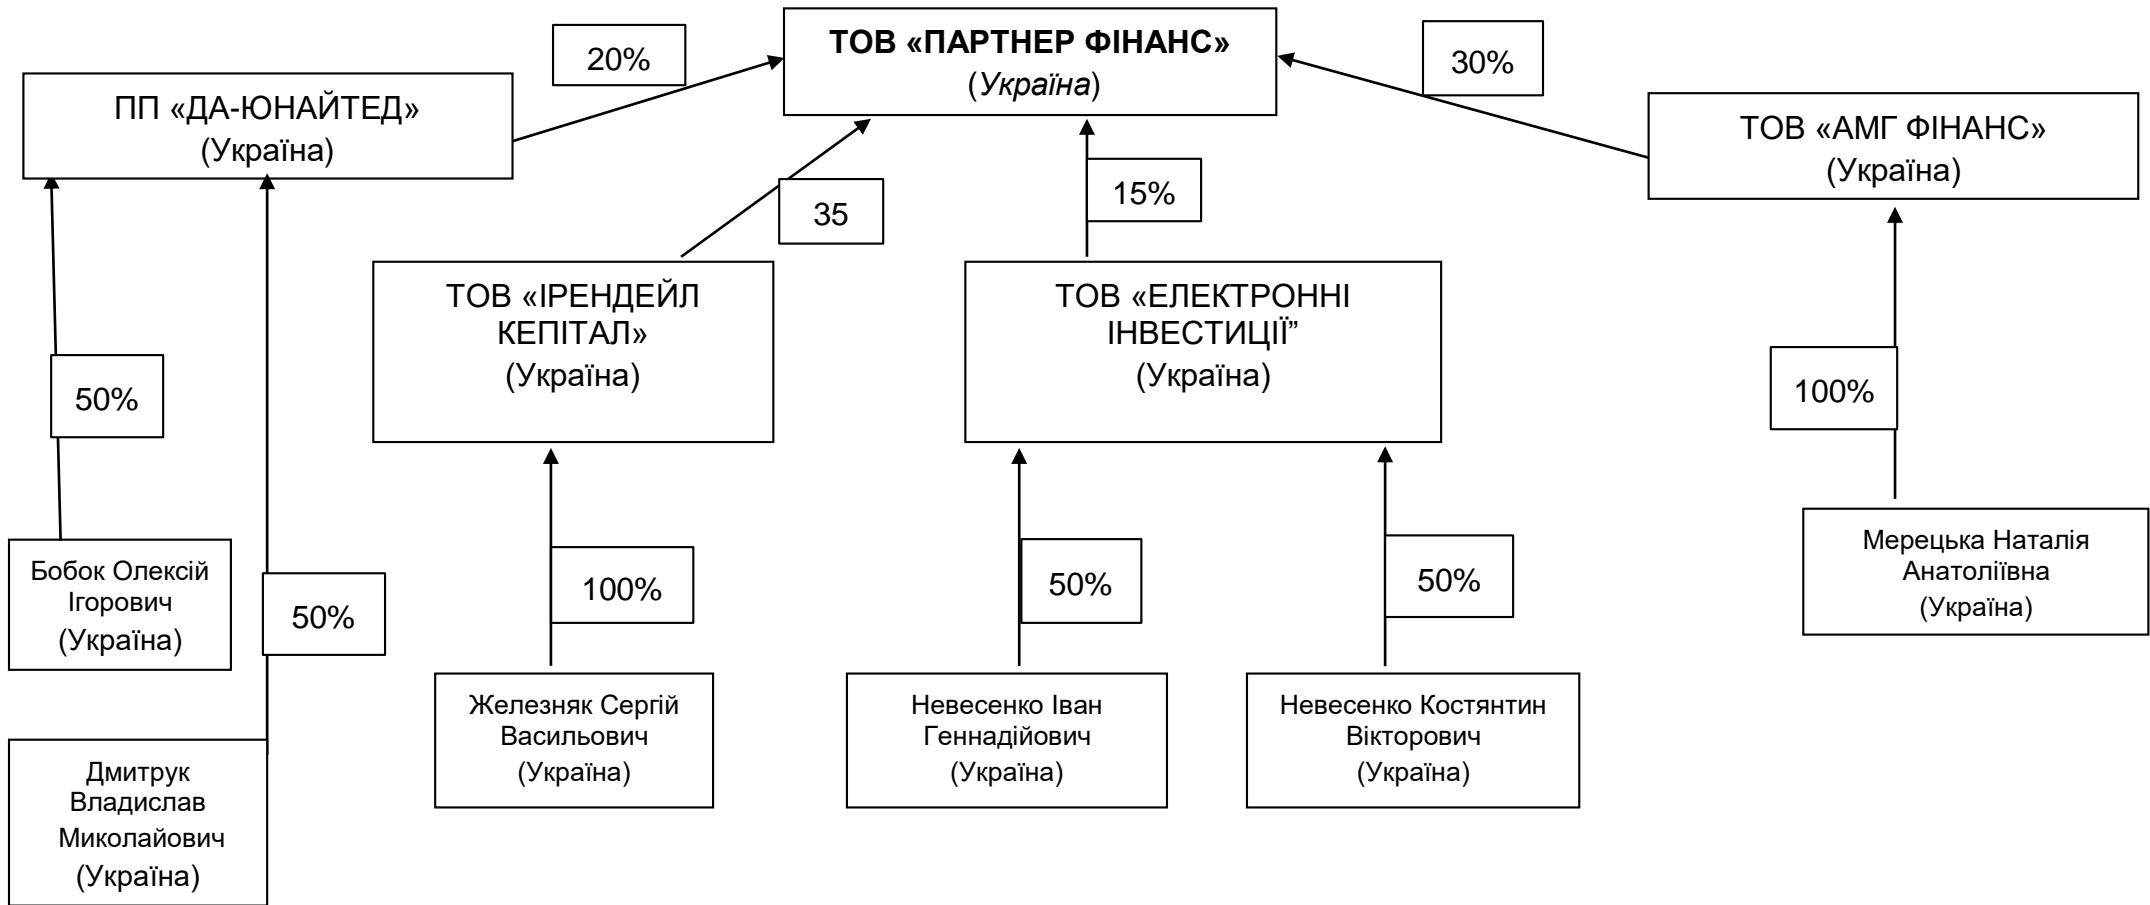 ТОВ «ПАРТНЕР ФІНАНС»
(Україна)
20%
30%
ПП «ДА-ЮНАЙТЕД»
(Україна)
ТОВ «АМГ ФІНАНС»
(Україна)
35
15%
ТОВ «ІРЕНДЕЙЛ
КЕПІТАЛ»
(Україна)
ТОВ «ЕЛЕКТРОННІ
ІНВЕСТИЦІЇ”
(Україна)
50%
100%
Бобок Олексій
Ігорович
(Україна)
50%
100%
50%
50%
Мерецька Наталія
Анатоліївна
(Україна)
Дмитрук
Владислав
Миколайович
(Україна)
Железняк Сергій
Васильович
(Україна)
Невесенко Іван
Геннадійович
(Україна)
Невесенко Костянтин
Вікторович
(Україна)